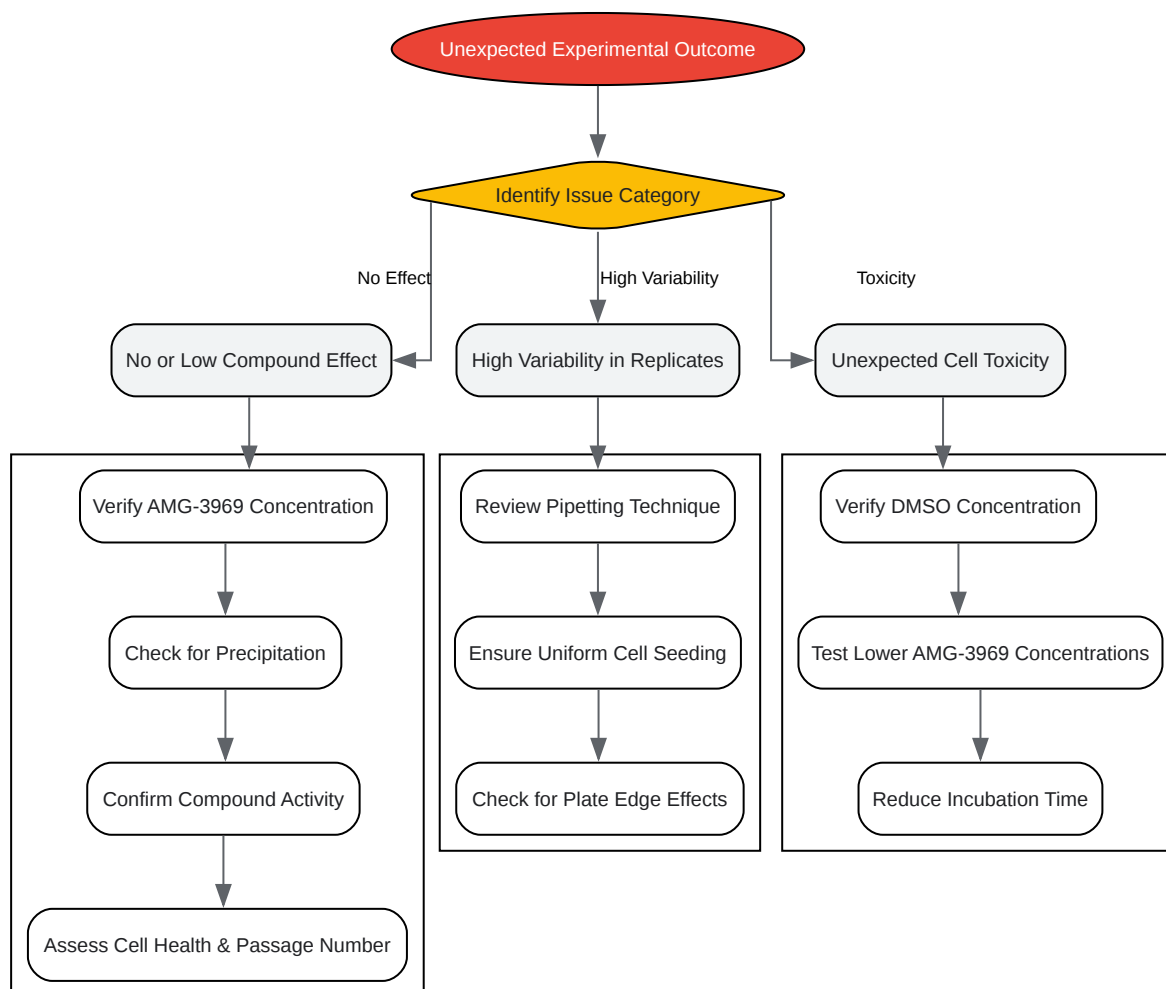 Unexpected Experimental Outcome
Identify Issue Category
No Effect
High Variability
Toxicity
No or Low Compound Effect
High Variability in Replicates
Unexpected Cell Toxicity
Verify AMG-3969 Concentration
Review Pipetting Technique
Verify DMSO Concentration
Check for Precipitation
Ensure Uniform Cell Seeding
Test Lower AMG-3969 Concentrations
Confirm Compound Activity
Check for Plate Edge Effects
Reduce Incubation Time
Assess Cell Health & Passage Number